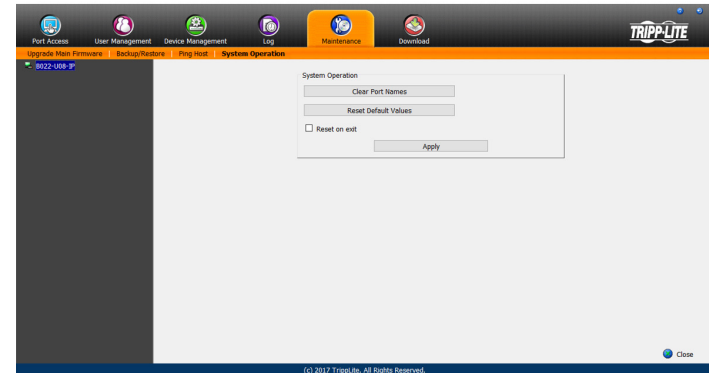 Port Access User Management Device Management Log Maintenance Download
TRIPP·LITE
Upgrade Main Firmware Backup/Restore Ping Host System Operation
B022-U08-IP
System Operation
Clear Port Names
Reset Default Values
Reset on exit
Apply
Close
(c) 2017 TrippLite. All Rights Reserved.